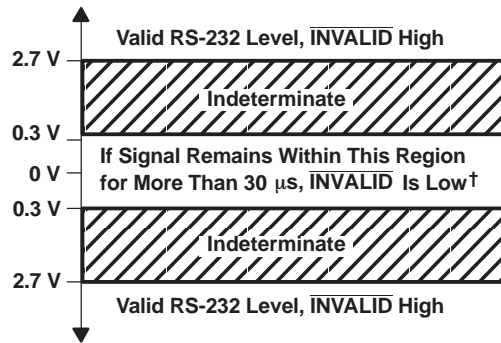 Valid RS-232 Level, INVALID High
2.7 V
Indeterminate
0.3 V
If Signal Remains Within This Region
0 V
for More Than 30 μs, INVALID Is Low†
0.3 V
Indeterminate
2.7 V
Valid RS-232 Level, INVALID High